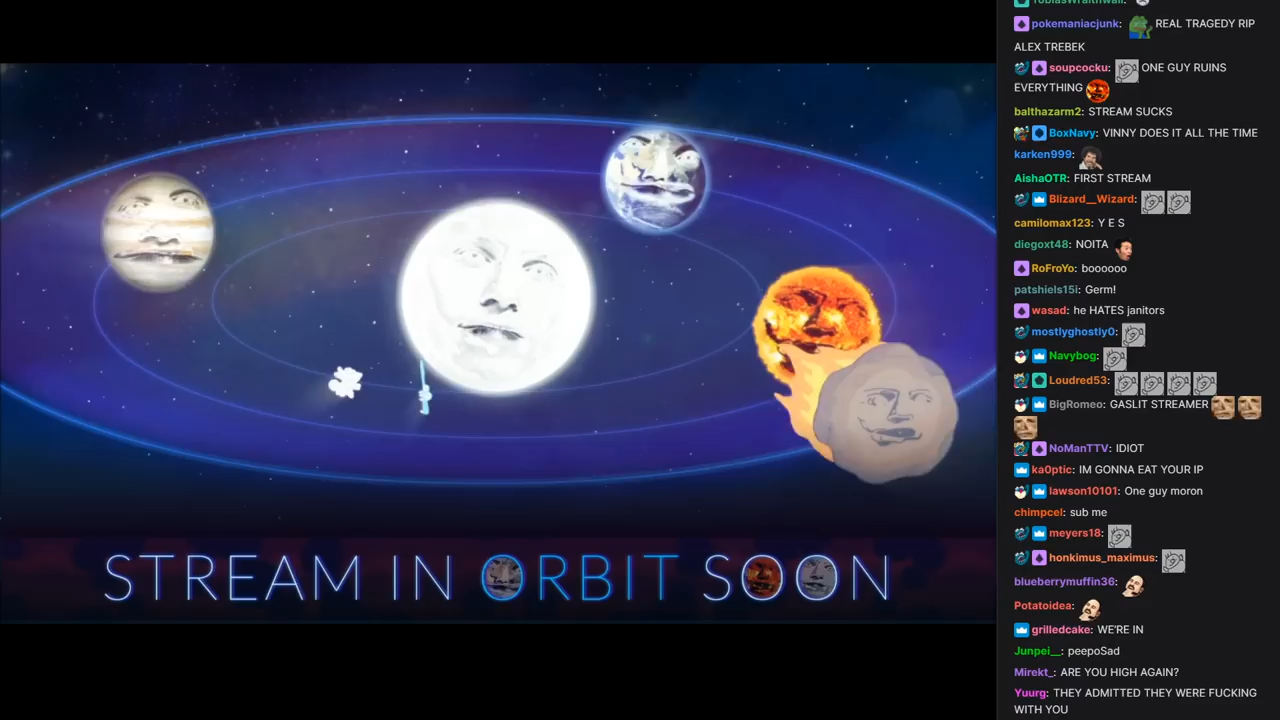 TobiasWraithwall:
pokemaniacjunk: REAL TRAGEDY RIP
ALEX TREBEK
soupcocku: ONE GUY RUINS
EVERYTHING
balthazarm2: STREAM SUCKS
BoxNavy: VINNY DOES IT ALL THE TIME
karken999:
AishaOTR: FIRST STREAM
Blizard__Wizard:
camilomax123: Y E S
diegoxt48: NOITA
RoFroYo: boooooo
patshiels15i: Germ!
wasad: he HATES janitors
mostlyghostly0:
Navybog:
Loudred53:
BigRomeo: GASLIT STREAMER
NoManTTV: IDIOT
ka0ptic: IM GONNA EAT YOUR IP
lawson10101: One guy moron
chimpcel: sub me
meyers18:
honkimus_maximus:
blueberrymuffin36:
Potatoidea:
grilledcake: WE'RE IN
Junpei__: peepoSad
Mirekt_: ARE YOU HIGH AGAIN?
Yuurg: THEY ADMITTED THEY WERE FUCKING
WITH YOU
STREAM IN ORBIT SOON